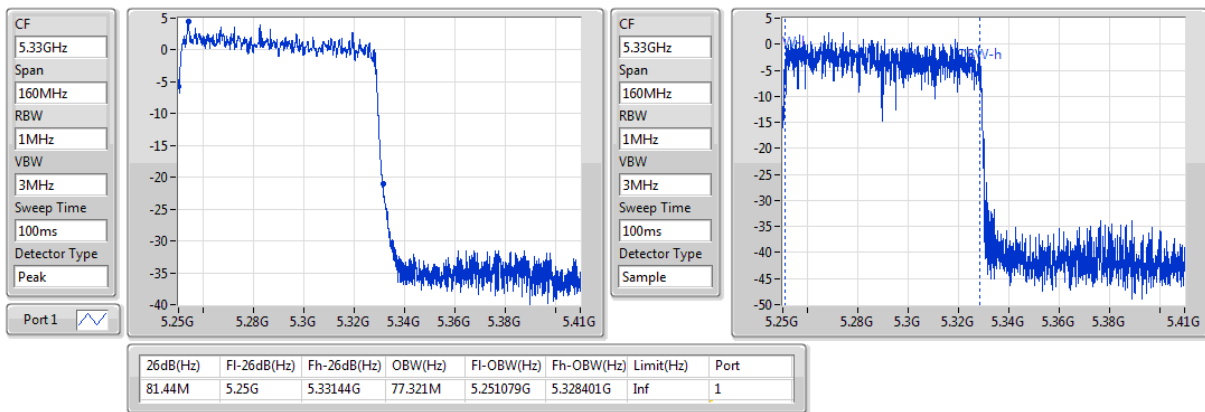 CF
5.33GHz
Span
160MHz
RBW
1MHz
VBW
3MHz
Sweep Time
100ms
Detector Type
Peak
Port 1
5
0
-5
-10
-15
-20
-25
-30
-35
-40
5.25G 5.28G 5.3G 5.32G 5.34G 5.36G 5.38G 5.41G
CF
5.33GHz
Span
160MHz
RBW
1MHz
VBW
3MHz
Sweep Time
100ms
Detector Type
Sample
5
0
-5
-10
-15
-20
-25
-30
-35
-40
-45
-50
5.25G 5.28G 5.3G 5.32G 5.34G 5.36G 5.38G 5.41G
26dB(Hz) Fl-26dB(Hz) Fh-26dB(Hz) OBW(Hz) Fl-OBW(Hz) Fh-OBW(Hz) Limit(Hz) Port
81.44M 5.25G 5.33144G 77.321M 5.251079G 5.328401G Inf 1